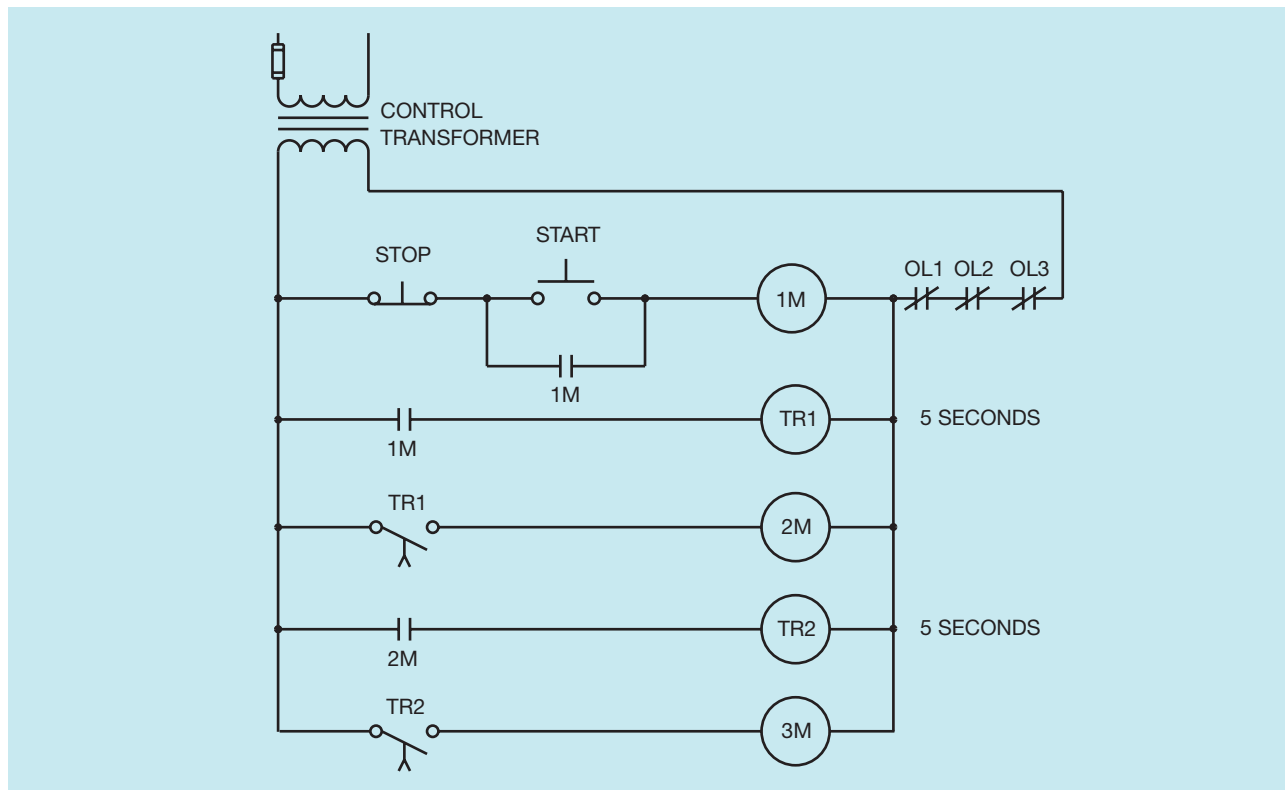 CONTROL
TRANSFORMER
START
STOP
OL1 OL2 OL3
1M
1M
TR1
5 SECONDS
1M
TR1
2M
TR2
5 SECONDS
2M
TR2
3M